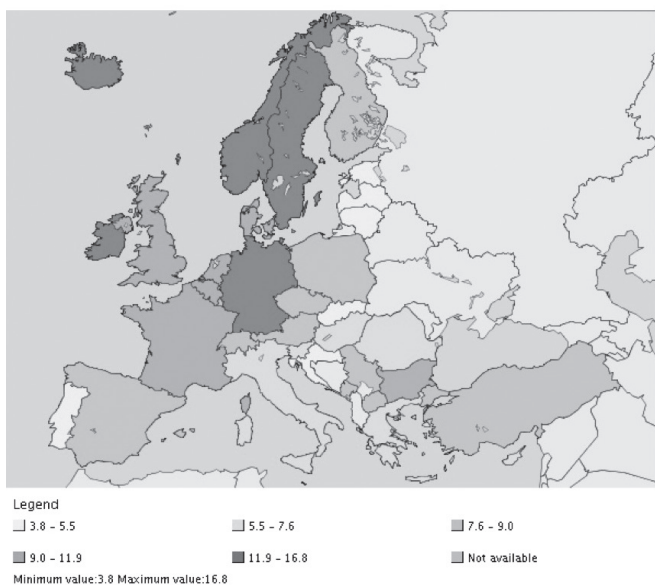 Legend
3.8 – 5.5 5.5 – 7.6 7.6 – 9.0
9.0 – 11.9 11.9 – 16.8 Not available
Minimum value:3.8 Maximum value:16.8